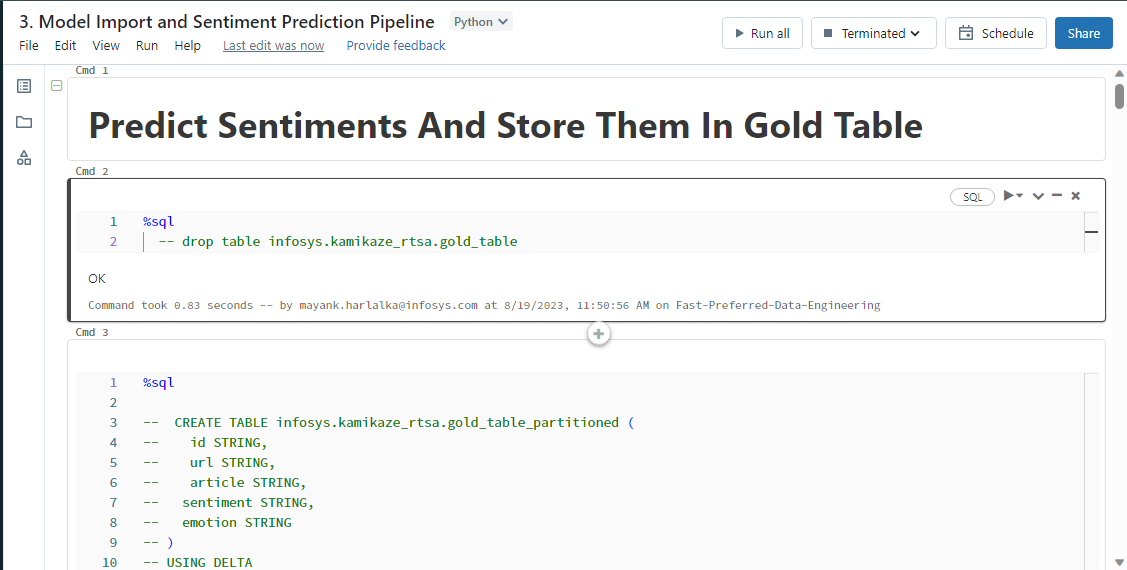 3. Model Import and Sentiment Prediction Pipeline Python
File Edit View Run Help Last edit was now Provide feedback
Run all Terminated Schedule Share
Cmd 1
Predict Sentiments And Store Them In Gold Table
Cmd 2
SQL
1 %sql
2 -- drop table infosys.kamikaze_rtsa.gold_table
OK
Command took 0.83 seconds -- by mayank.harlalka@infosys.com at 8/19/2023, 11:50:56 AM on Fast-Preferred-Data-Engineering
Cmd 3
1 %sql
2
3 -- CREATE TABLE infosys.kamikaze_rtsa.gold_table_partitioned (
4 -- id STRING,
5 -- url STRING,
6 -- article STRING,
7 -- sentiment STRING,
8 -- emotion STRING
9 -- )
10 -- USING DELTA